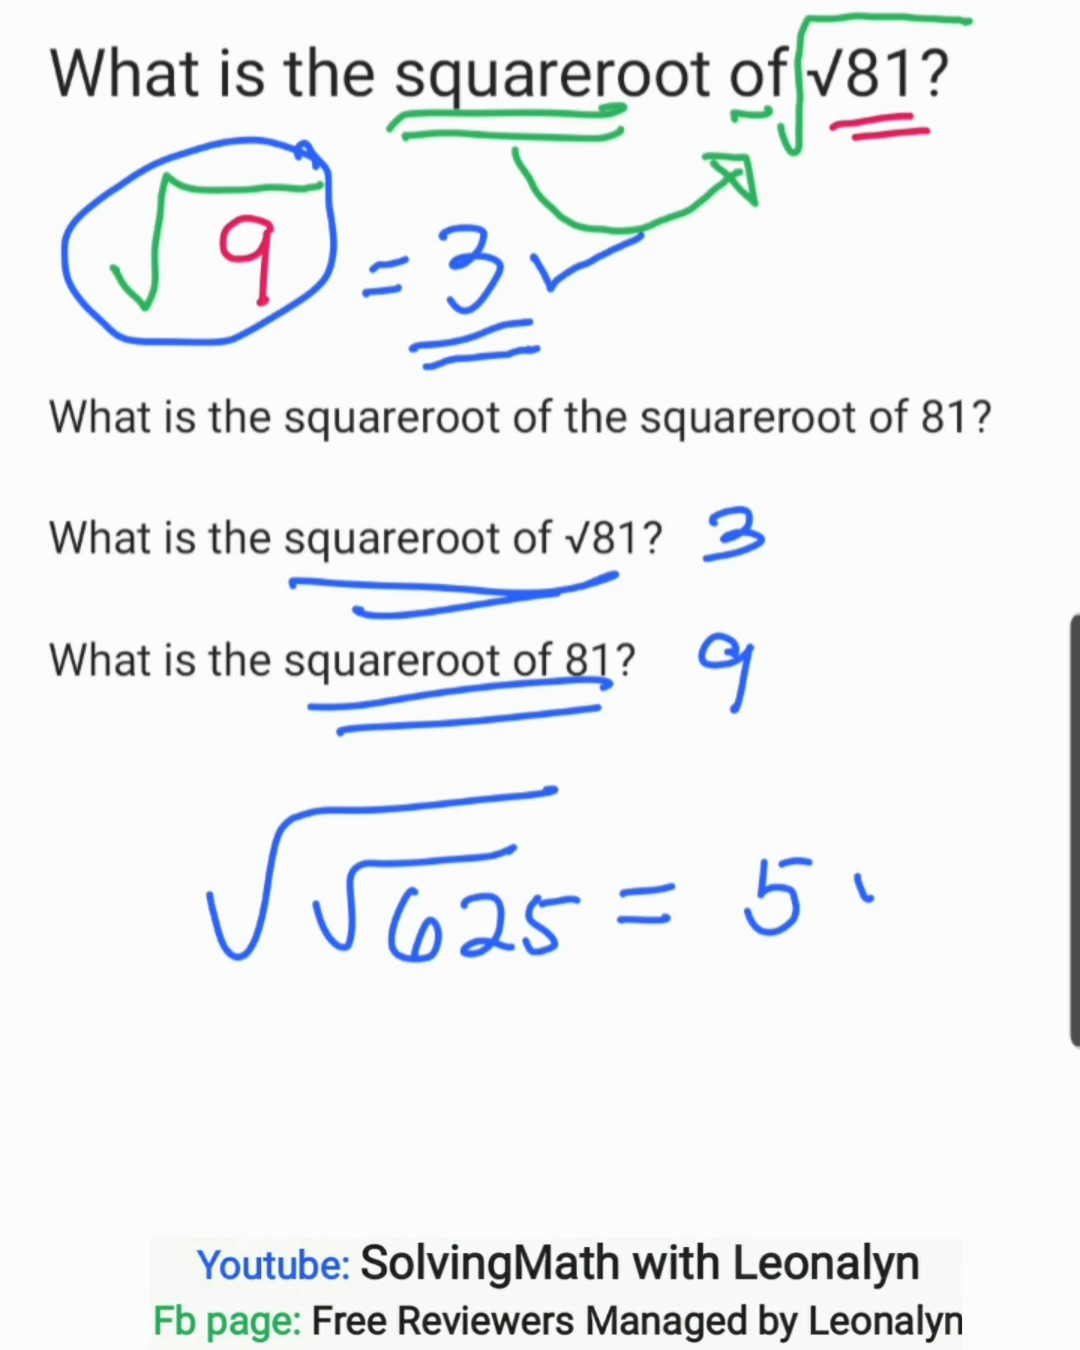 What is the squareroot of √√81?
√9 = 3
What is the squareroot of the squareroot of 81?
What is the squareroot of √81? 3
What is the squareroot of 81? 9
√√625 = 5
Youtube: SolvingMath with Leonalyn
Fb page: Free Reviewers Managed by Leonalyn